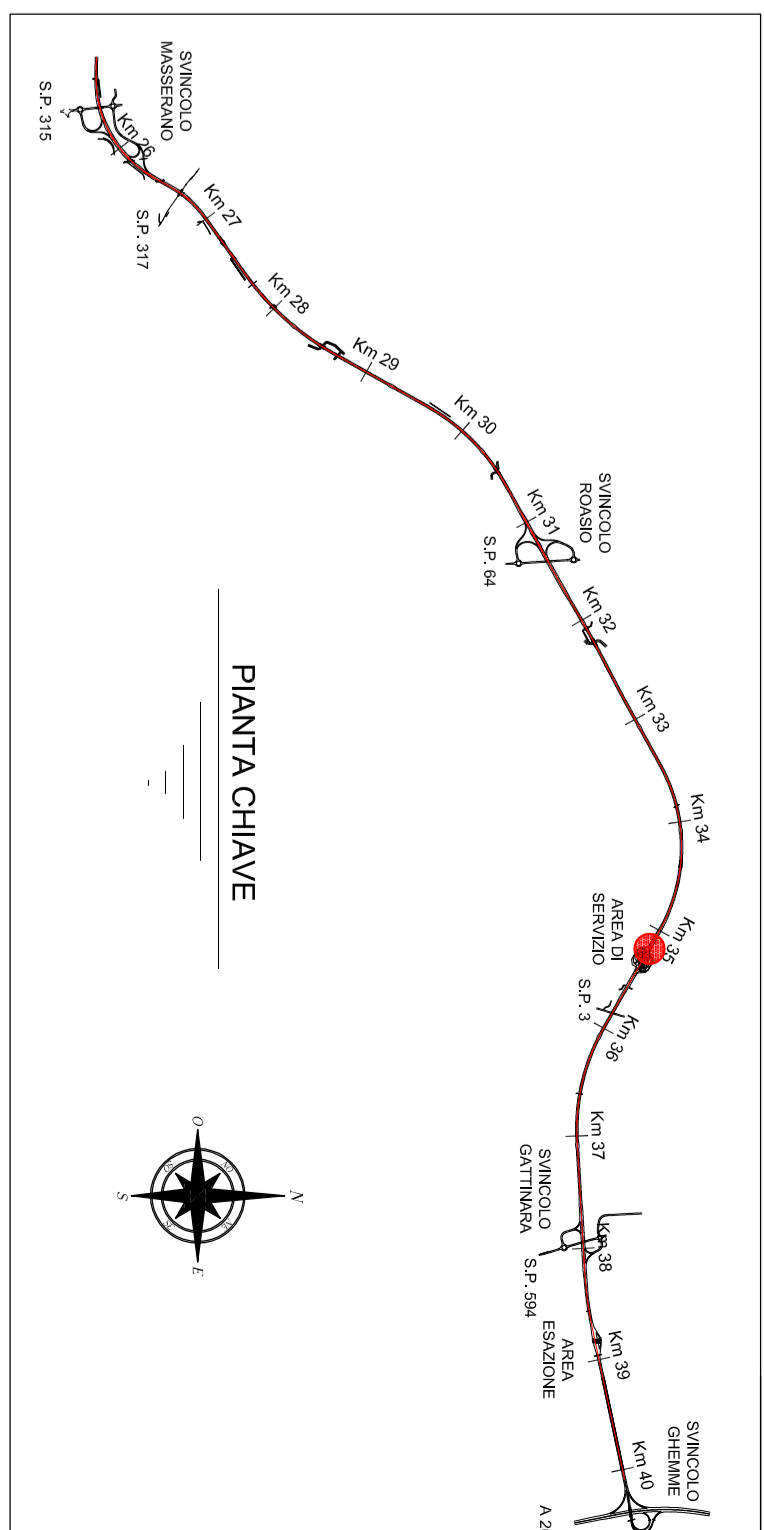 SVINCOLO
MASSERANO
S.P. 315
Km 26
S.P. 317
Km 27
Km 28
Km 29
Km 30
SVINCOLO
ROASIO
Km 31
S.P. 64
Km 32
Km 33
Km 34
Km 35
AREA DI
SERVIZIO
S.P. 3
Km 36
Km 37
SVINCOLO
GATTINARA
Km 38
S.P. 594
AREA
ESAZIONE
Km 39
Km 40
SVINCOLO
GHEMME
PIANTA CHIAVE
N
O
E
S
NO